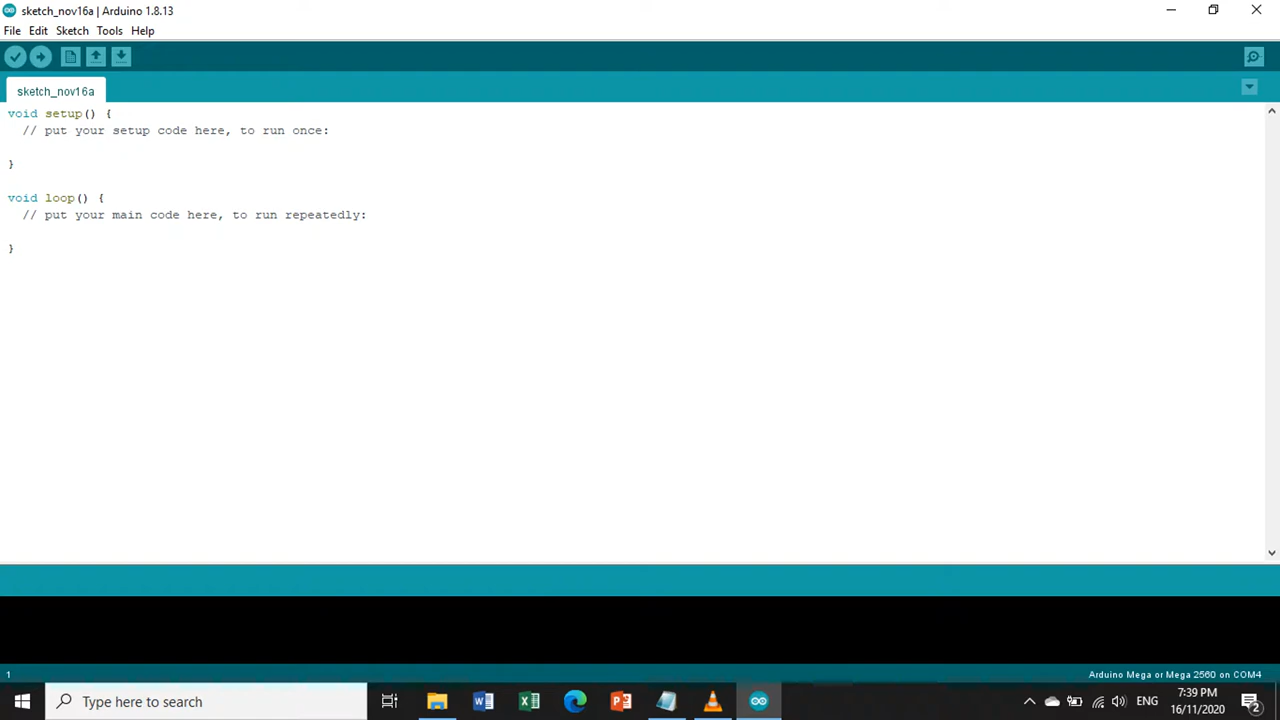 sketch_nov16a | Arduino 1.8.13
File Edit Sketch Tools Help
sketch_nov16a
void setup() {
// put your setup code here, to run once:
}
void loop() {
// put your main code here, to run repeatedly:
}
1
Arduino Mega or Mega 2560 on COM4
Type here to search
ENG
7:39 PM
16/11/2020
2